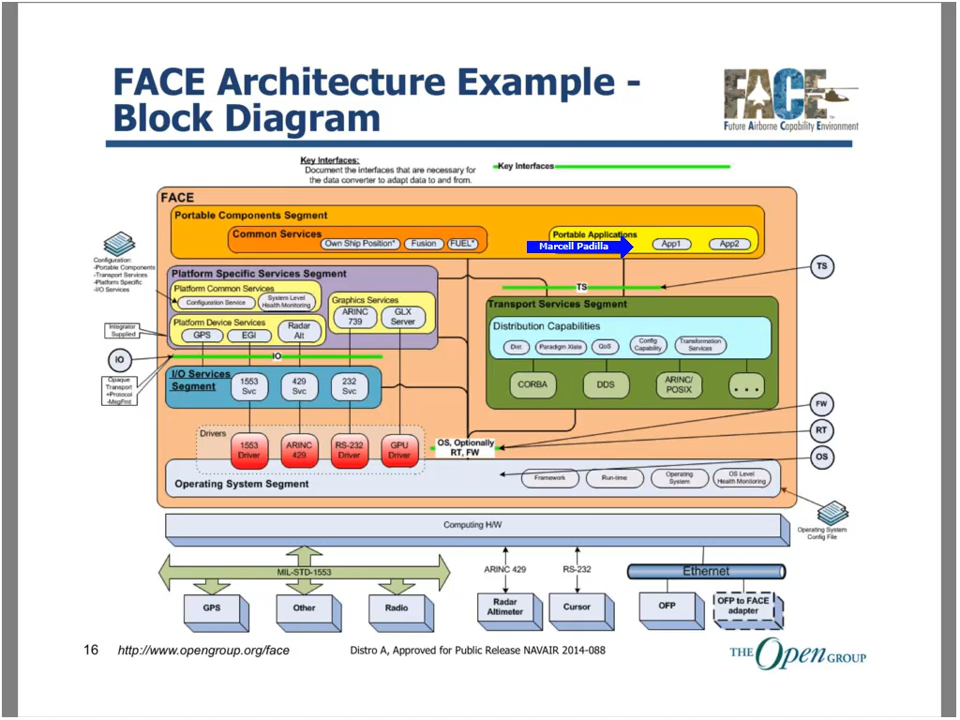 FACE Architecture Example -
Block Diagram
FACE
Future Airborne Capability Environment
Key Interfaces:
Document the interfaces that are necessary for
the data converter to adapt data to and from.
Key Interfaces
FACE
Portable Components Segment
Common Services
Own Ship Position*
Fusion
FUEL*
Portable Applications
Marcell Padilla
App1
App2
Configuration:
-Portable Components
-Transport Services
-Platform Specific
-I/O Services
Platform Specific Services Segment
Platform Common Services
Configuration Service
System Level
Health Monitoring
Graphics Services
ARINC
739
GLX
Server
Platform Device Services
GPS
EGI
Radar
Alt
TS
TS
Transport Services Segment
Distribution Capabilities
Dist.
Paradigm Xlate
QoS
Config
Capability
Transformation
Services
CORBA
DDS
ARINC/
POSIX
. . .
Integrator
Supplied
IO
IO
Opaque
Transport
+Protocol
-MsgFmt
I/O Services
Segment
1553
Svc
429
Svc
232
Svc
FW
RT
OS
Drivers
1553
Driver
ARINC
429
RS-232
Driver
GPU
Driver
OS, Optionally
RT, FW
Operating System Segment
Framework
Run-time
Operating
System
OS Level
Health Monitoring
Operating System
Config File
Computing H/W
MIL-STD-1553
ARINC 429
RS-232
Ethernet
GPS
Other
Radio
Radar
Altimeter
Cursor
OFP
OFP to FACE
adapter
16
http://www.opengroup.org/face
Distro A, Approved for Public Release NAVAIR 2014-088
THE Open GROUP